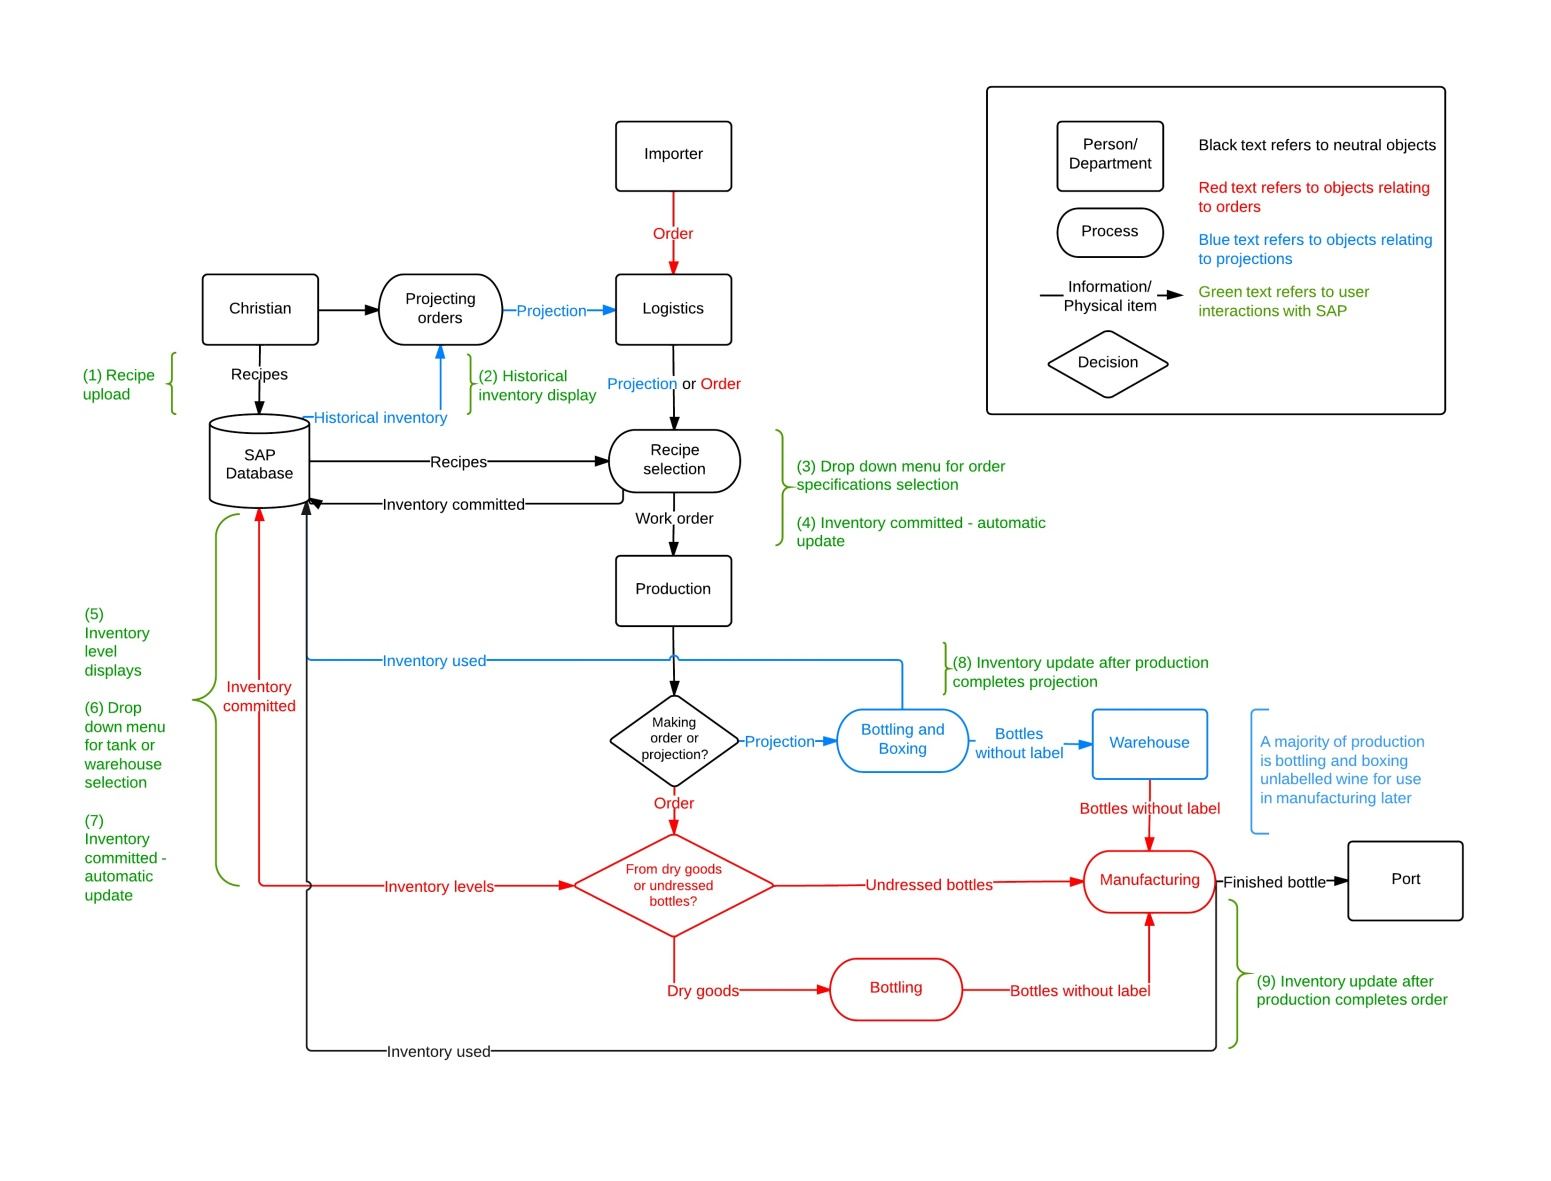 Importer
Order
Christian
Projecting
orders
Projection
Logistics
(1) Recipe
upload
Recipes
Historical inventory
(2) Historical
inventory display
Projection or Order
SAP
Database
Recipes
Recipe
selection
Inventory committed
Work order
(3) Drop down menu for order
specifications selection
(4) Inventory committed - automatic
update
Production
Person/
Department
Process
Information/
Physical item
Decision
Black text refers to neutral objects
Red text refers to objects relating
to orders
Blue text refers to objects relating
to projections
Green text refers to user
interactions with SAP
(5)
Inventory
level
displays
(6) Drop
down menu
for tank or
warehouse
selection
(7)
Inventory
committed -
automatic
update
Inventory
committed
Inventory used
(8) Inventory update after production
completes projection
Making
order or
projection?
Projection
Bottling and
Boxing
Bottles
without label
Warehouse
A majority of production
is bottling and boxing
unlabelled wine for use
in manufacturing later
Order
Bottles without label
Inventory levels
From dry goods
or undressed
bottles?
Undressed bottles
Manufacturing
Finished bottle
Port
Dry goods
Bottling
Bottles without label
(9) Inventory update after
production completes order
Inventory used